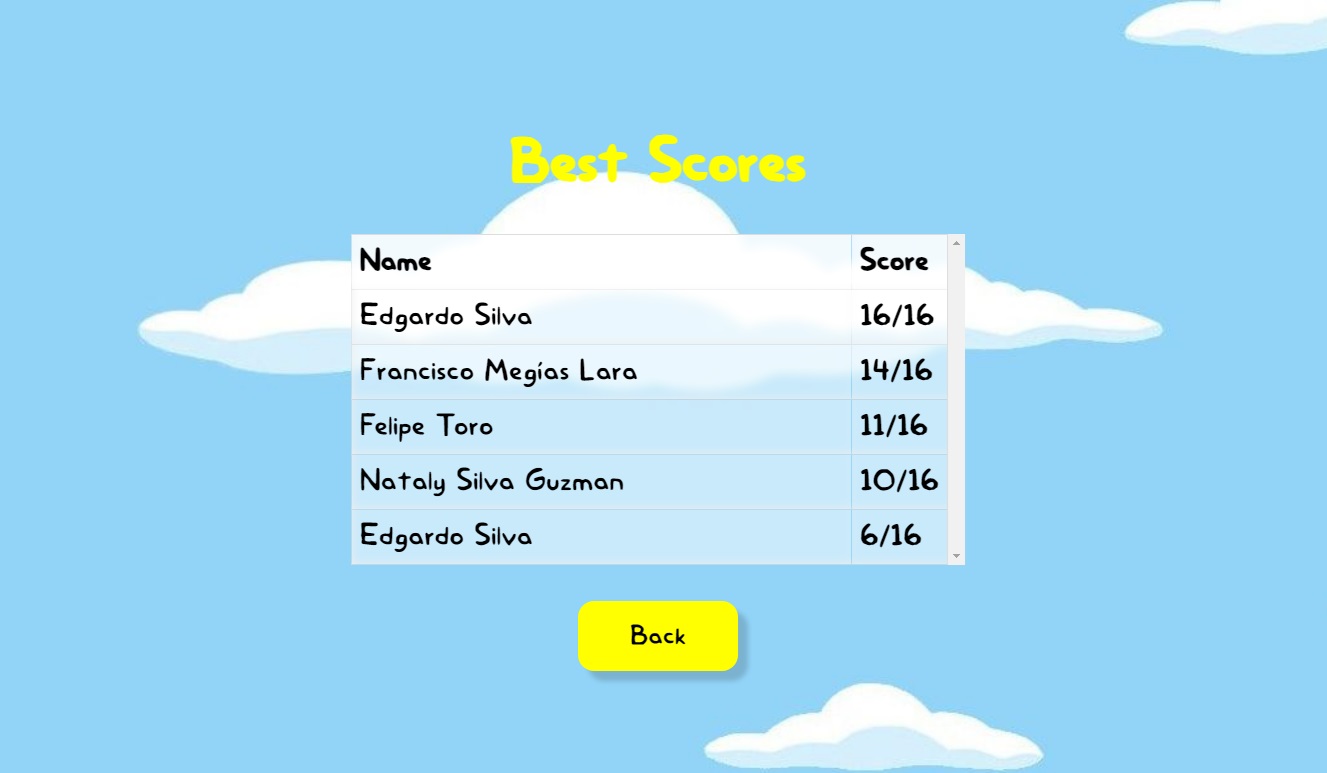 Best Scores
Name Score
Edgardo Silva 16/16
Francisco Megías Lara 14/16
Felipe Toro 11/16
Nataly Silva Guzman 10/16
Edgardo Silva 6/16
Back